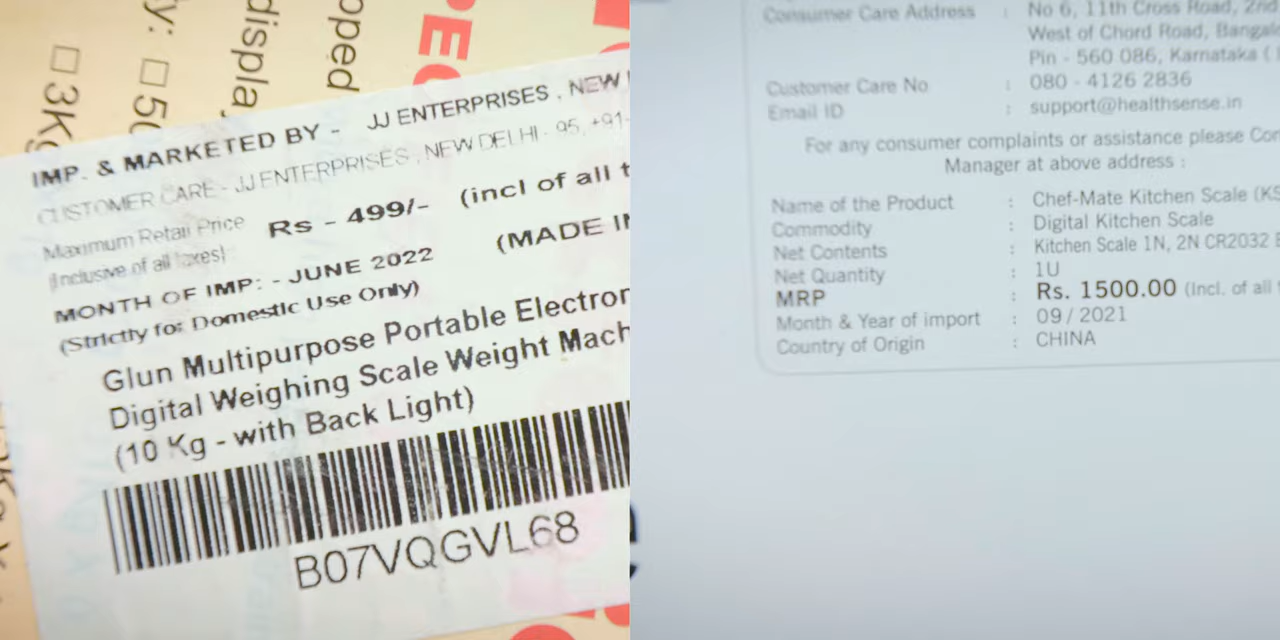 displa
oped
IMP. & MARKETED BY - JJ ENTERPRISES , NEW
CUSTOMER CARE - JJ ENTERPRISES , NEW DELHI - 95, +91-
Maximum Retail Price
(Inclusive of all taxes)
Rs - 499/- (incl of all t
MONTH OF IMP: - JUNE 2022 (MADE IN
(Strictly for Domestic Use Only)
Glun Multipurpose Portable Electron
Digital Weighing Scale Weight Mach
(10 Kg - with Back Light)
B07VQGVL68
Consumer Care Address : No 6, 11th Cross Road, 2nd
West of Chord Road, Bangal
Pin - 560 086, Karnataka (
Customer Care No : 080 - 4126 2836
Email ID : support@healthsense.in
For any consumer complaints or assistance please Con
Manager at above address :
Name of the Product : Chef-Mate Kitchen Scale (KS
Commodity : Digital Kitchen Scale
Net Contents : Kitchen Scale 1N, 2N CR2032
Net Quantity : 1U
MRP : Rs. 1500.00 (Incl. of all
Month & Year of import : 09 / 2021
Country of Origin : CHINA